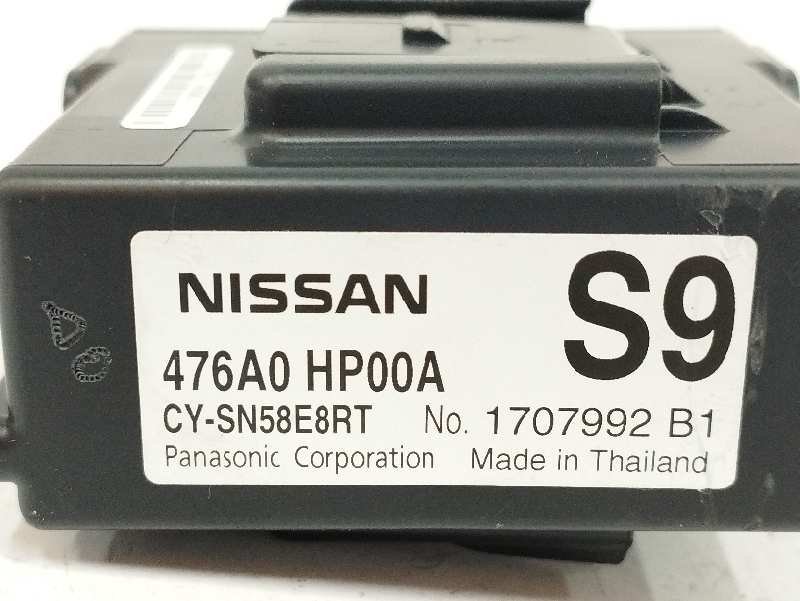 NISSAN
S9
476A0 HP00A
CY-SN58E8RT No. 1707992 B1
Panasonic Corporation Made in Thailand